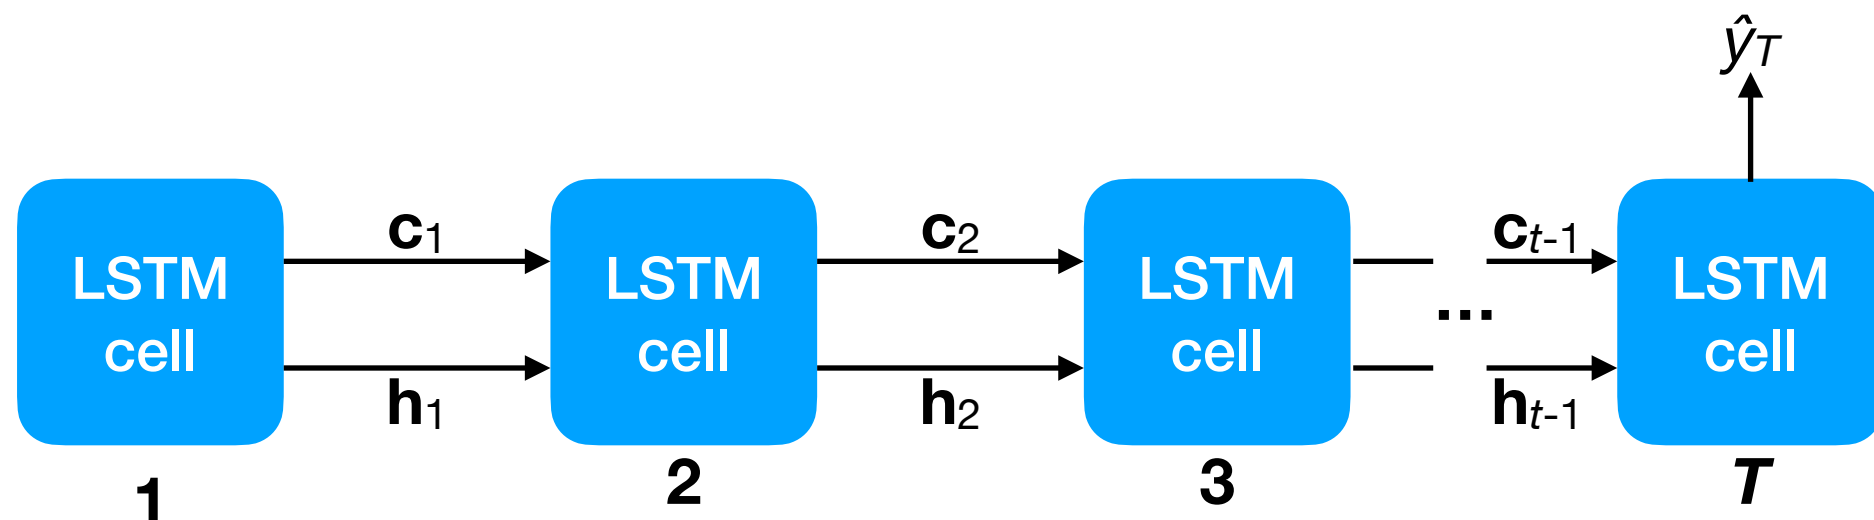 ŷT
c1
c2
ct-1
LSTM
cell
LSTM
cell
LSTM
cell
...
LSTM
cell
h1
h2
ht-1
1
2
3
T